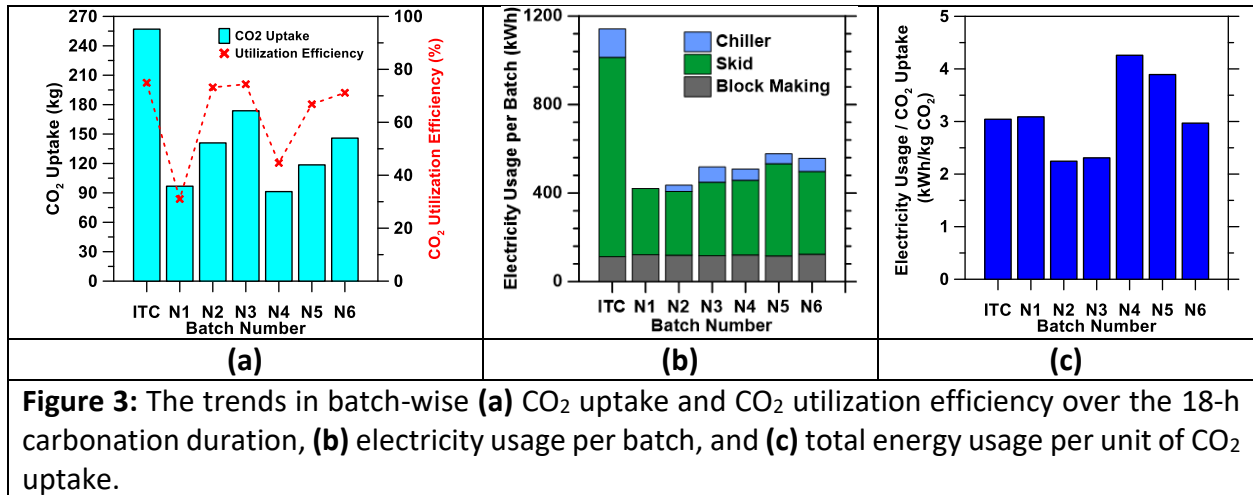 270
240
210
180
150
120
90
60
30
0
CO₂ Uptake (kg)
CO2 Uptake
Utilization Efficiency
100
80
60
40
20
0
CO₂ Utilization Efficiency (%)
ITC N1 N2 N3 N4 N5 N6
Batch Number
1200
800
400
0
Electricity Usage per Batch (kWh)
Chiller
Skid
Block Making
ITC N1 N2 N3 N4 N5 N6
Batch Number
5
4
3
2
1
0
Electricity Usage / CO₂ Uptake
(kWh/kg CO₂)
ITC N1 N2 N3 N4 N5 N6
Batch Number
(a)
(b)
(c)
Figure 3: The trends in batch-wise (a) CO₂ uptake and CO₂ utilization efficiency over the 18-h
carbonation duration, (b) electricity usage per batch, and (c) total energy usage per unit of CO₂
uptake.